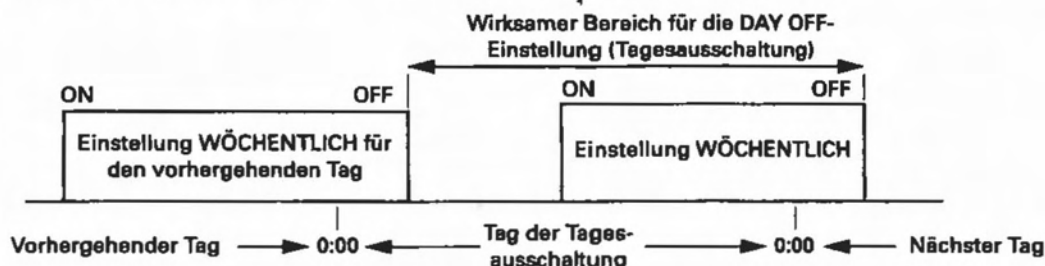 Wirksamer Bereich für die DAY OFF-
Einstellung (Tagesausschaltung)
ON OFF ON OFF
Einstellung WÖCHENTLICH für
den vorhergehenden Tag
Einstellung WÖCHENTLICH
Vorhergehender Tag 0:00 Tag der Tages-
ausschaltung 0:00 Nächster Tag